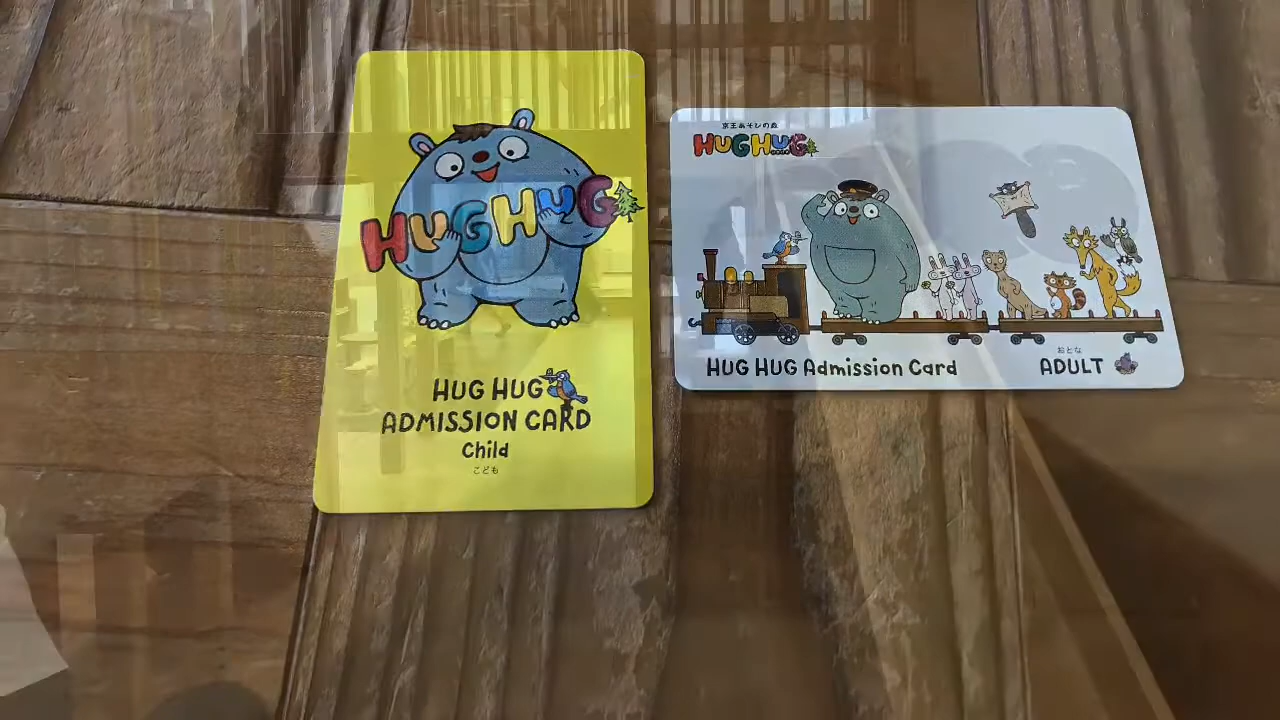 HUGHUG
HUG HUG
ADMISSION CARD
Child
こども
京王あそびの森
HUGHUG
HUG HUG Admission Card
おとな
ADULT